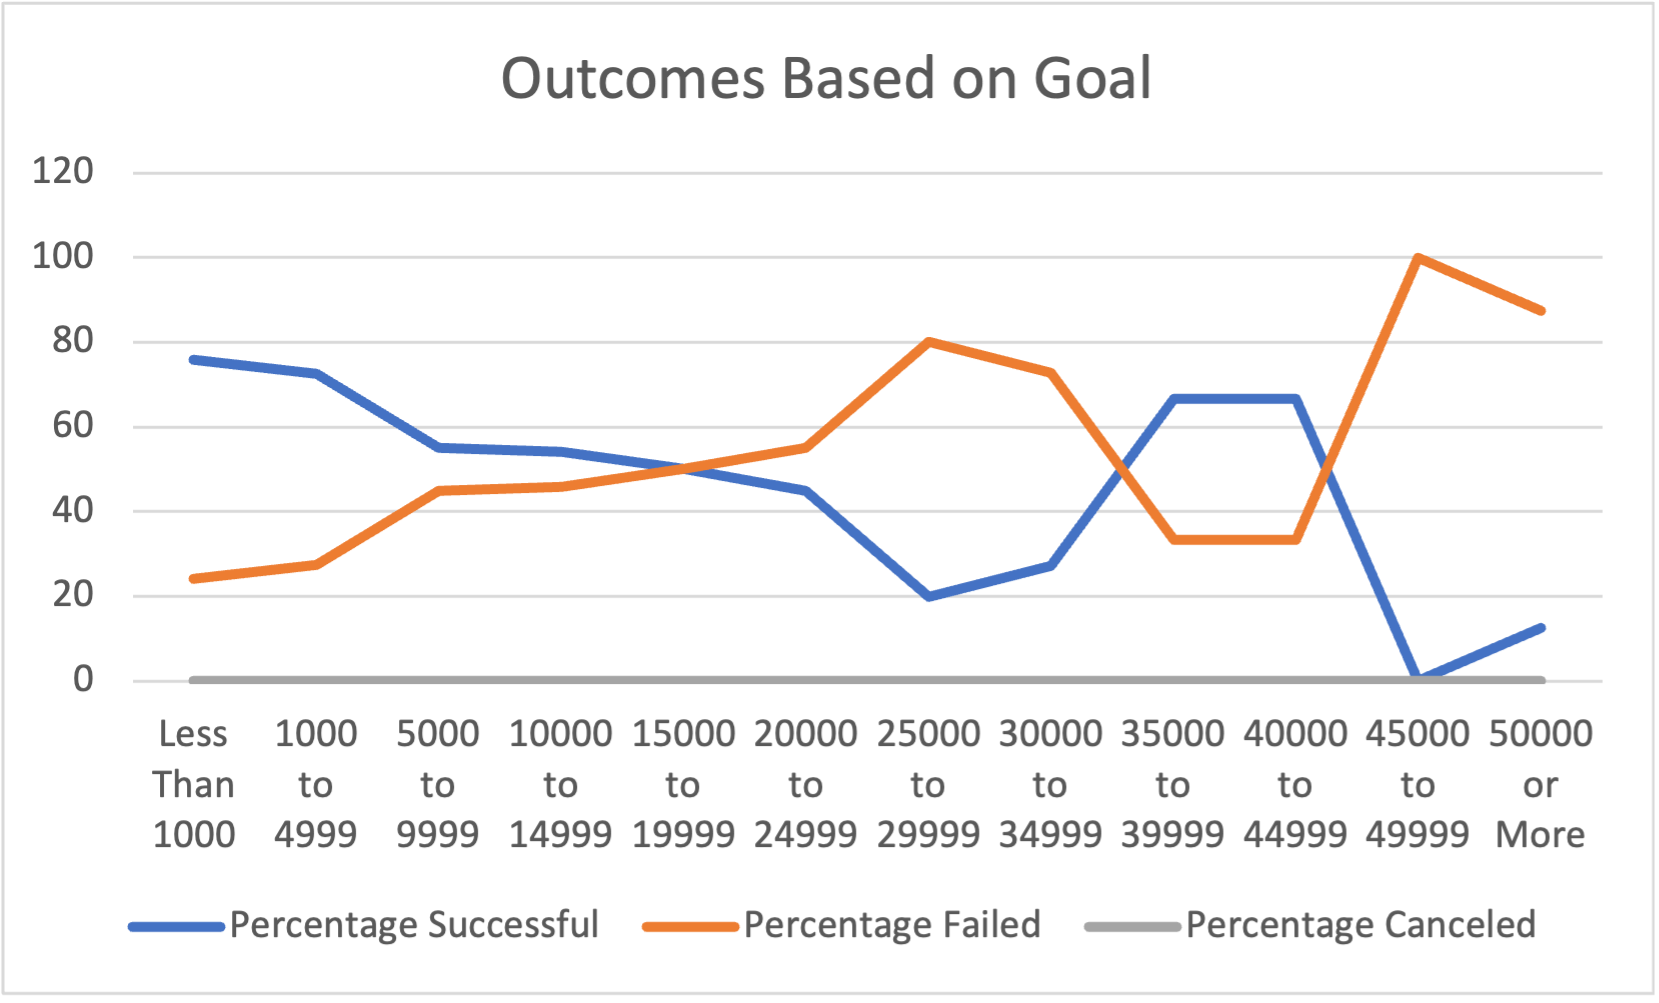 Outcomes Based on Goal
120
100
80
60
40
20
0
Less Than 1000
1000 to 4999
5000 to 9999
10000 to 14999
15000 to 19999
20000 to 24999
25000 to 29999
30000 to 34999
35000 to 39999
40000 to 44999
45000 to 49999
50000 or More
Percentage Successful
Percentage Failed
Percentage Canceled